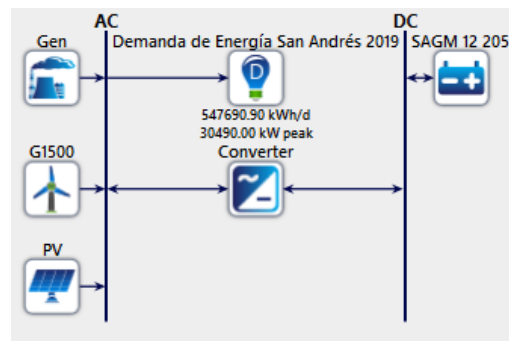 AC
DC
Gen
Demanda de Energía San Andrés 2019
SAGM 12 205
D
547690.90 kWh/d
30490.00 kW peak
G1500
Converter
PV